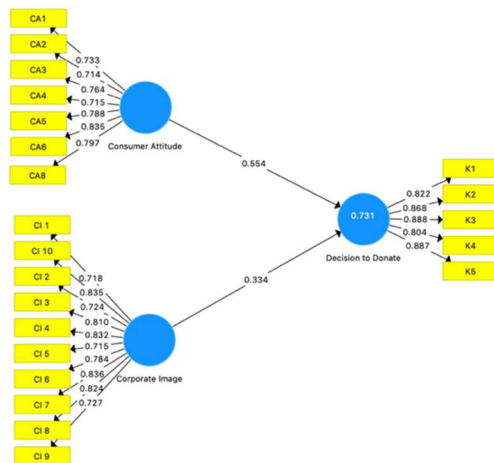 CA1
CA2
CA3
CA4
CA5
CA6
CA8
0.733
0.714
0.764
0.715
0.788
0.835
0.797
Consumer Attitude
0.554
CI 1
CI 10
CI 2
CI 3
CI 4
CI 5
CI 6
CI 7
CI 8
CI 9
0.718
0.835
0.724
0.810
0.832
0.715
0.784
0.836
0.824
0.727
Corporate Image
0.334
0.731
Decision to Donate
0.822
0.868
0.888
0.804
0.887
K1
K2
K3
K4
K5